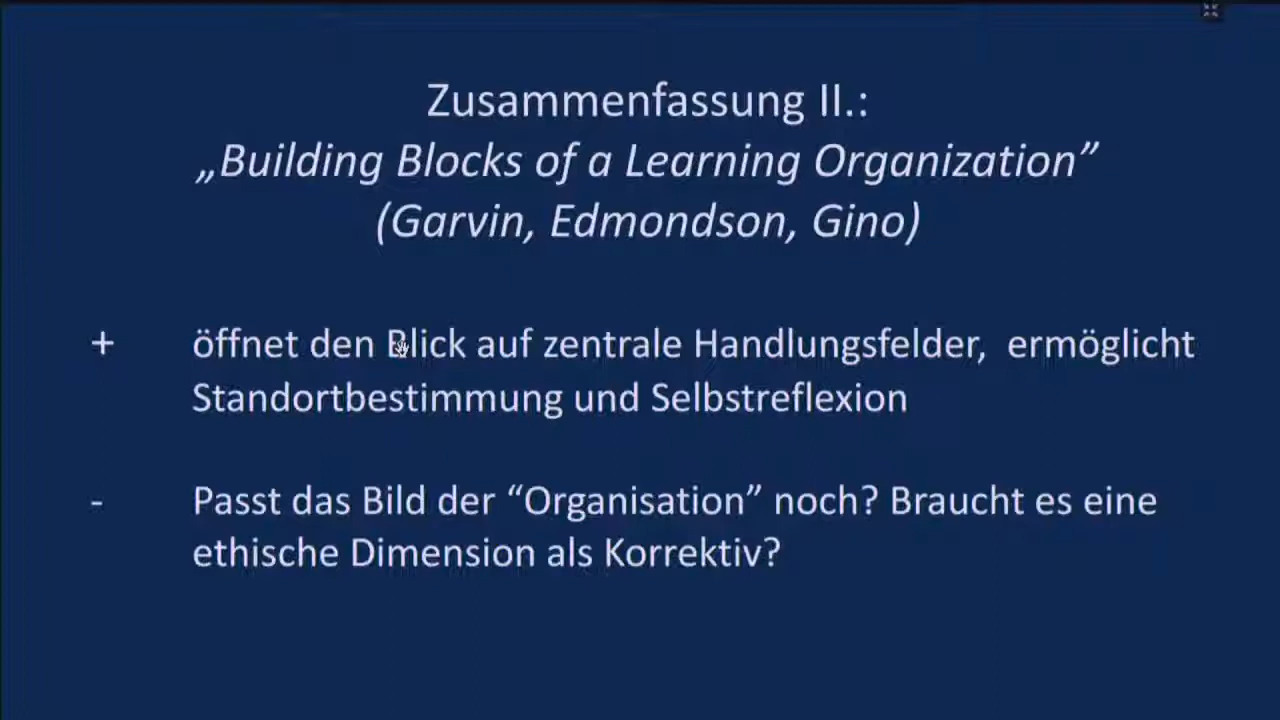 Zusammenfassung II.:
„Building Blocks of a Learning Organization”
(Garvin, Edmondson, Gino)
+ öffnet den Blick auf zentrale Handlungsfelder, ermöglicht
Standortbestimmung und Selbstreflexion
- Passt das Bild der “Organisation” noch? Braucht es eine
ethische Dimension als Korrektiv?